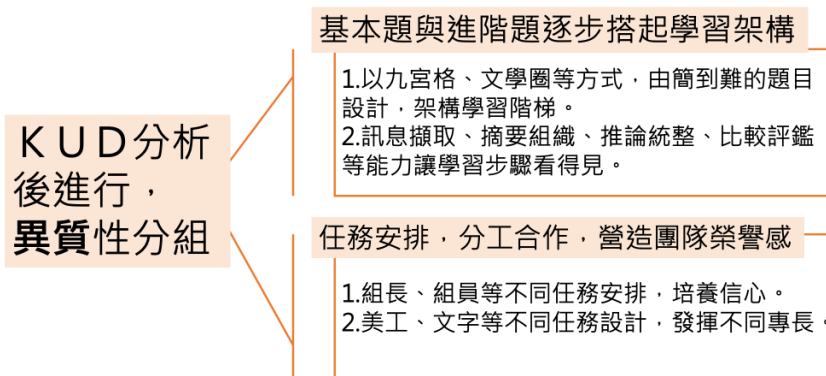 ＫＵＤ分析
後進行，
異質性分組
基本題與進階題逐步搭起學習架構
1.以九宮格、文學圈等方式，由簡到難的題目
設計，架構學習階梯。
2.訊息擷取、摘要組織、推論統整、比較評鑑
等能力讓學習步驟看得見。
任務安排，分工合作，營造團隊榮譽感
1.組長、組員等不同任務安排，培養信心。
2.美工、文字等不同任務設計，發揮不同專長。